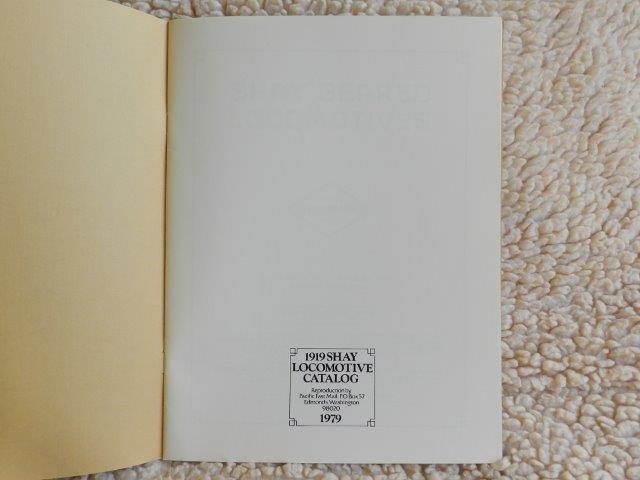 SHAY GEARED
LOCOMOTIVES
1919 SHAY
LOCOMOTIVE
CATALOG
Reproduction by
Pacific Fast Mail P.O. Box 57
Edmonds Washington
98020
1979